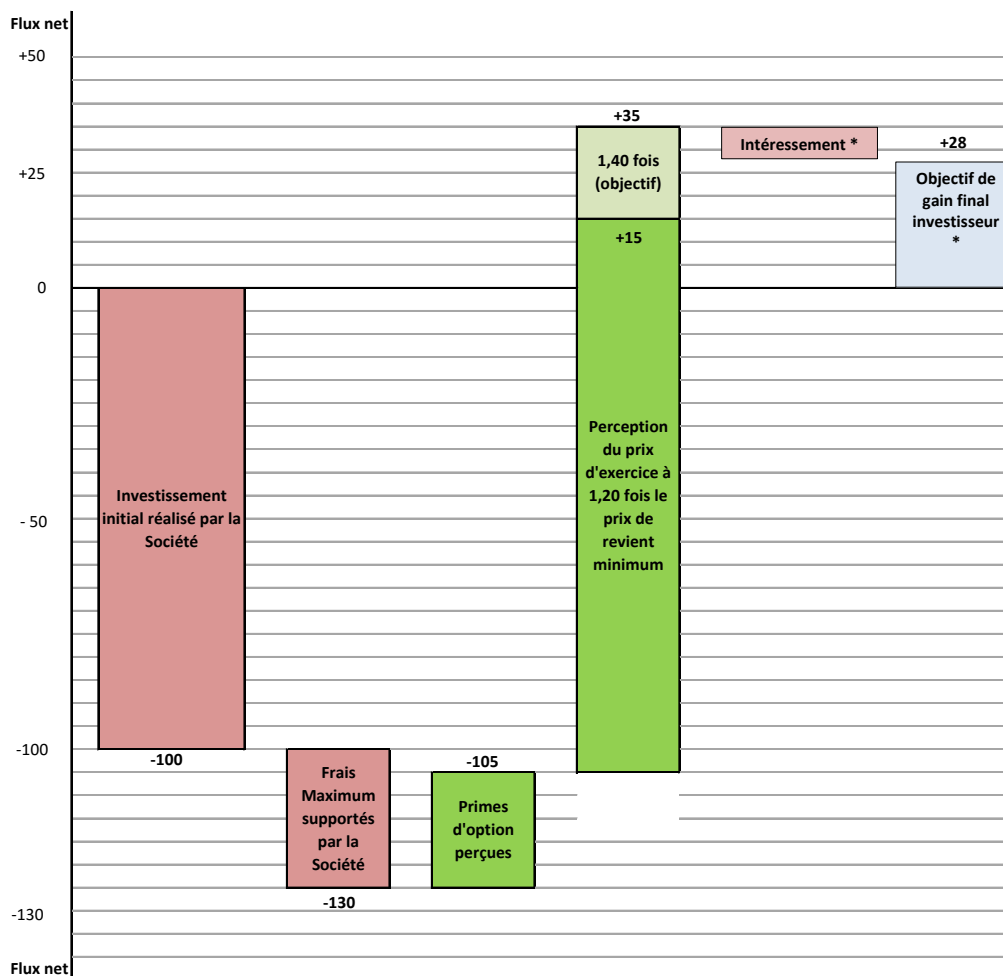 Flux net
+50
+35
1,40 fois
(objectif)
Intéressement *
+28
+25
Objectif de
gain final
investisseur
*
+15
0
Perception
du prix
d'exercice à
1,20 fois le
prix de
revient
minimum
Investissement
initial réalisé par la
Société
- 50
-100
-100
-105
Frais
Maximum
supportés
par la
Société
Primes
d'option
perçues
-130
-130
Flux net